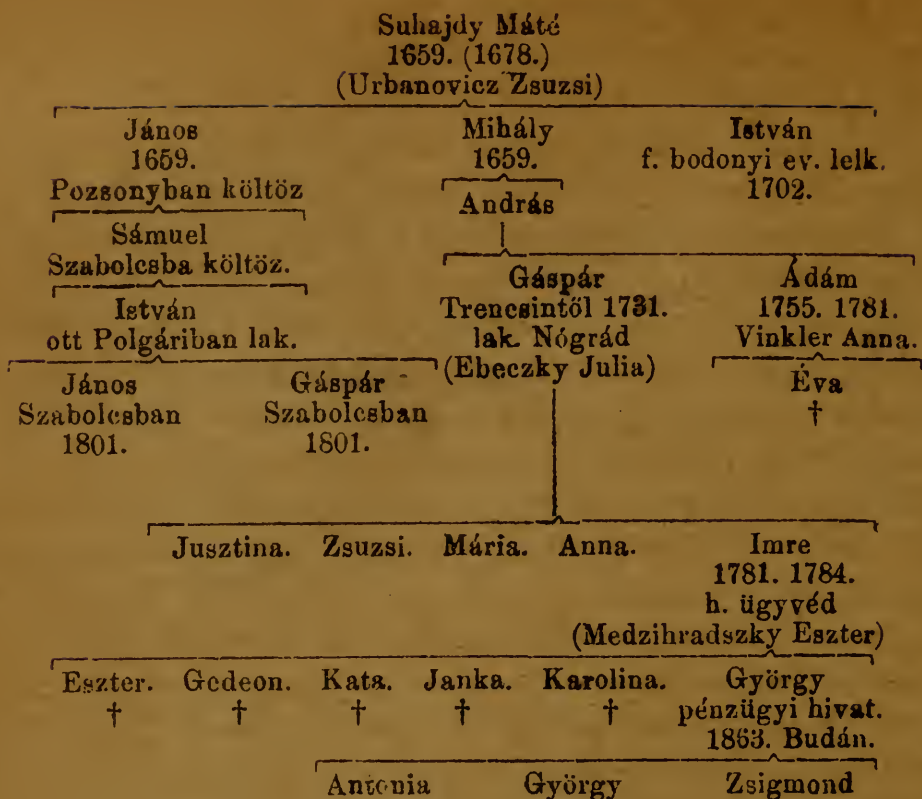 Suhajdy Máté
1659. (1678.)
(Urbanovicz Zsuzsi)
János Mihály István
1659. 1659. f. bodonyi ev. lelk.
Pozsonyban költöz 1702.
András
Sámuel
Szabolcsba költöz.
Gáspár Ádám
István Trencsintől 1731. 1755. 1781.
ott Polgáriban lak. lak. Nógrád Vinkler Anna.
(Ebeczky Julia)
János Gáspár Éva
Szabolcsban Szabolcsban †
1801. 1801.
Jusztina. Zsuzsi. Mária. Anna. Imre
1781. 1784.
h. ügyvéd
(Medzihradszky Eszter)
Eszter. Gedeon. Kata. Janka. Karolina. György
† † † † † pénzügyi hivat.
1863. Budán.
Antonia György Zsigmond